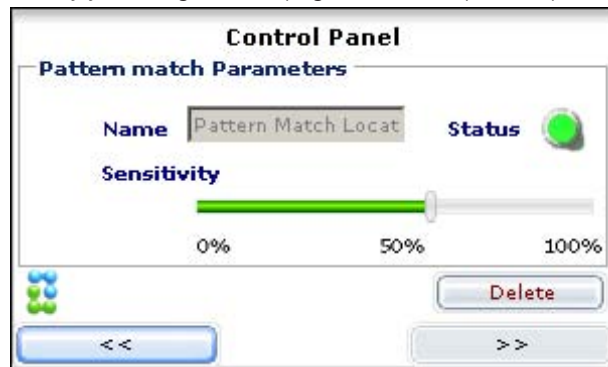 Control Panel
Pattern match Parameters
Name Pattern Match Locat Status
Sensitivity
0% 50% 100%
Delete
<< >>